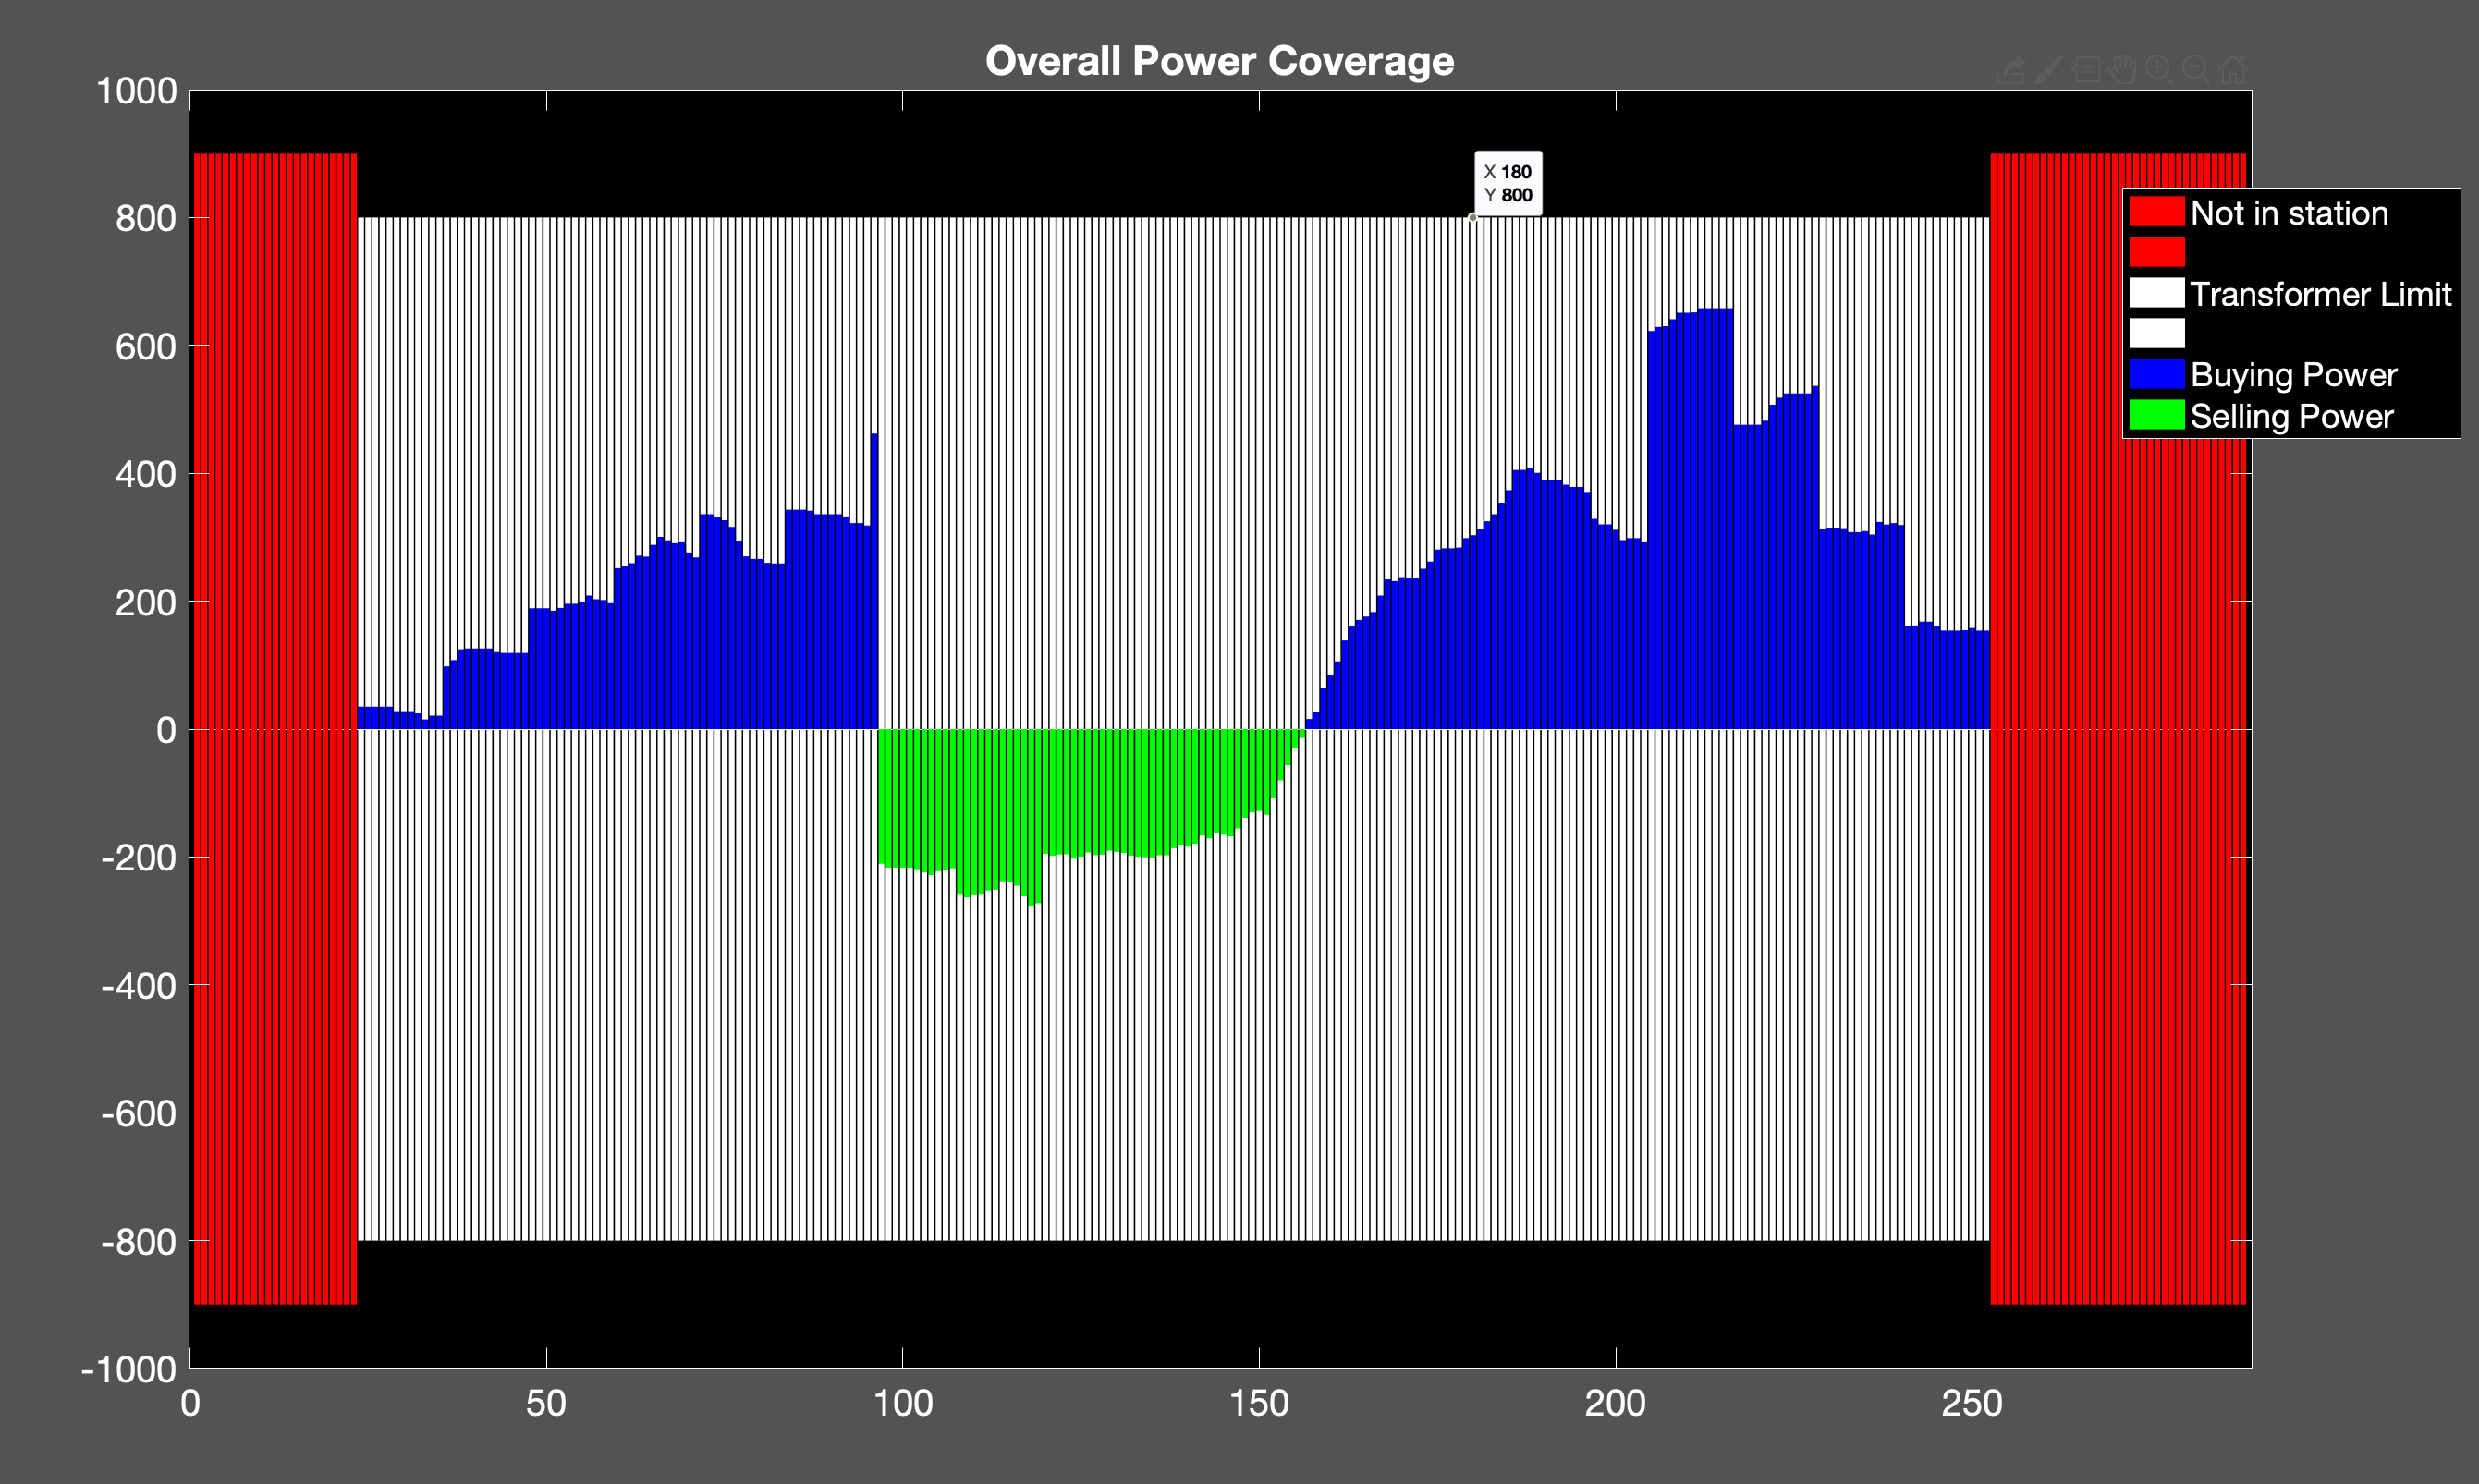 Overall Power Coverage
1000
800
600
400
200
0
-200
-400
-600
-800
-1000
0
50
100
150
200
250
X 180
Y 800
Not in station
Transformer Limit
Buying Power
Selling Power